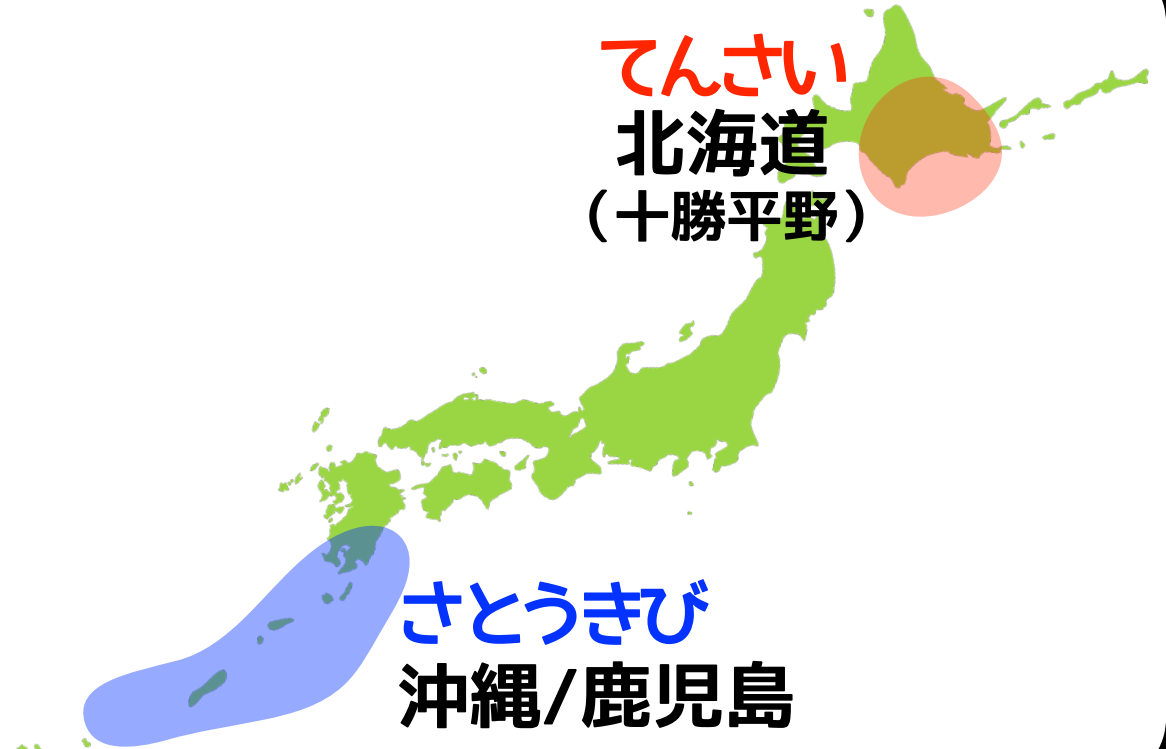 てんさい
北海道
（十勝平野）
さとうきび
沖縄/鹿児島